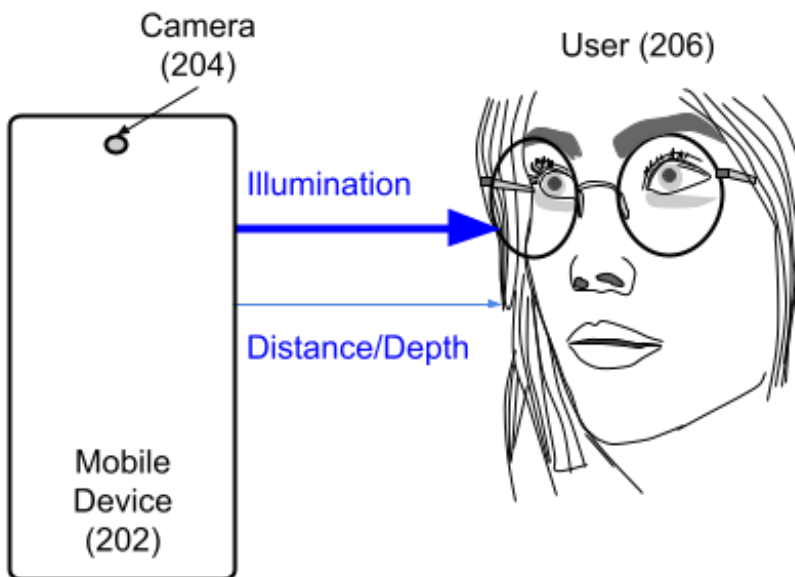 Camera
(204)
User (206)
Illumination
Distance/Depth
Mobile
Device
(202)